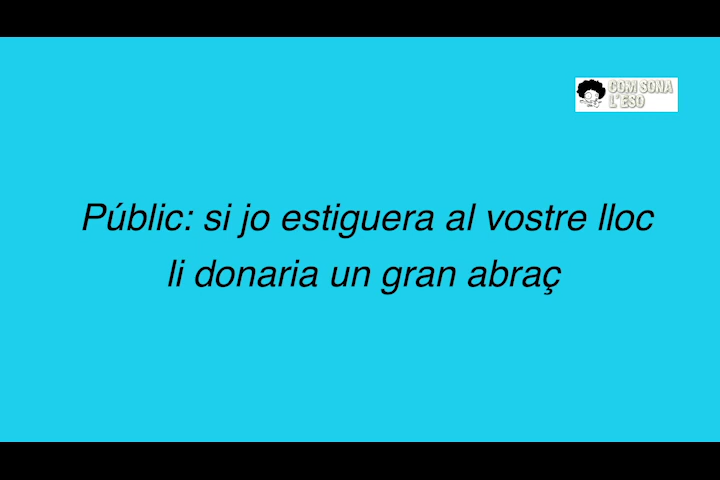 COM SONA
L'ESO
Públic: si jo estiguera al vostre lloc
li donaria un gran abraç